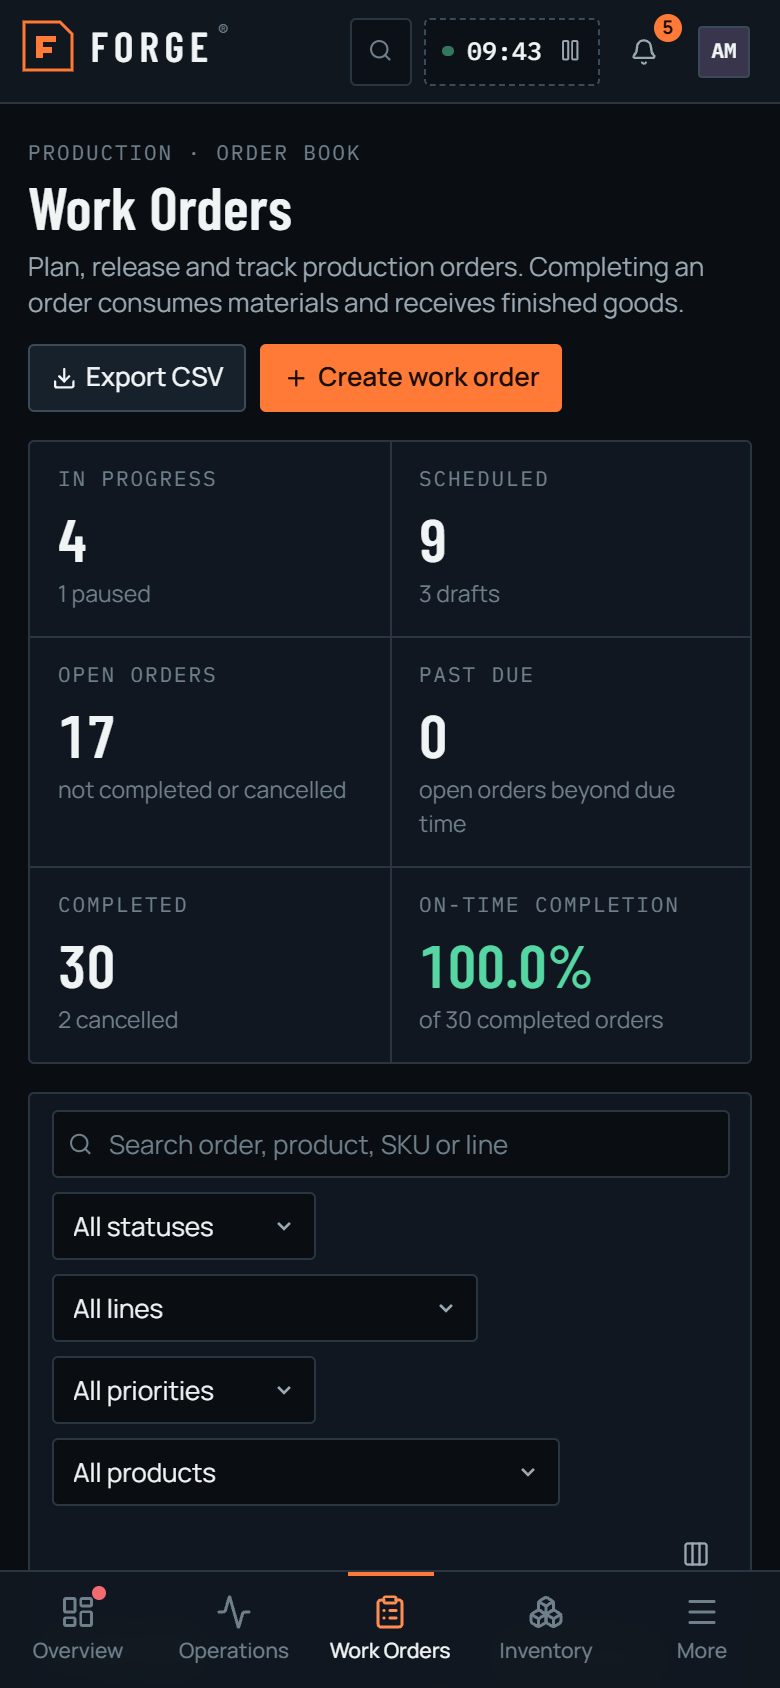 FORGE ®
09:43
5
AM
PRODUCTION · ORDER BOOK
Work Orders
Plan, release and track production orders. Completing an
order consumes materials and receives finished goods.
Export CSV
+ Create work order
IN PROGRESS
4
1 paused
SCHEDULED
9
3 drafts
OPEN ORDERS
17
not completed or cancelled
PAST DUE
0
open orders beyond due
time
COMPLETED
30
2 cancelled
ON-TIME COMPLETION
100.0%
of 30 completed orders
Search order, product, SKU or line
All statuses
All lines
All priorities
All products
Overview
Operations
Work Orders
Inventory
More